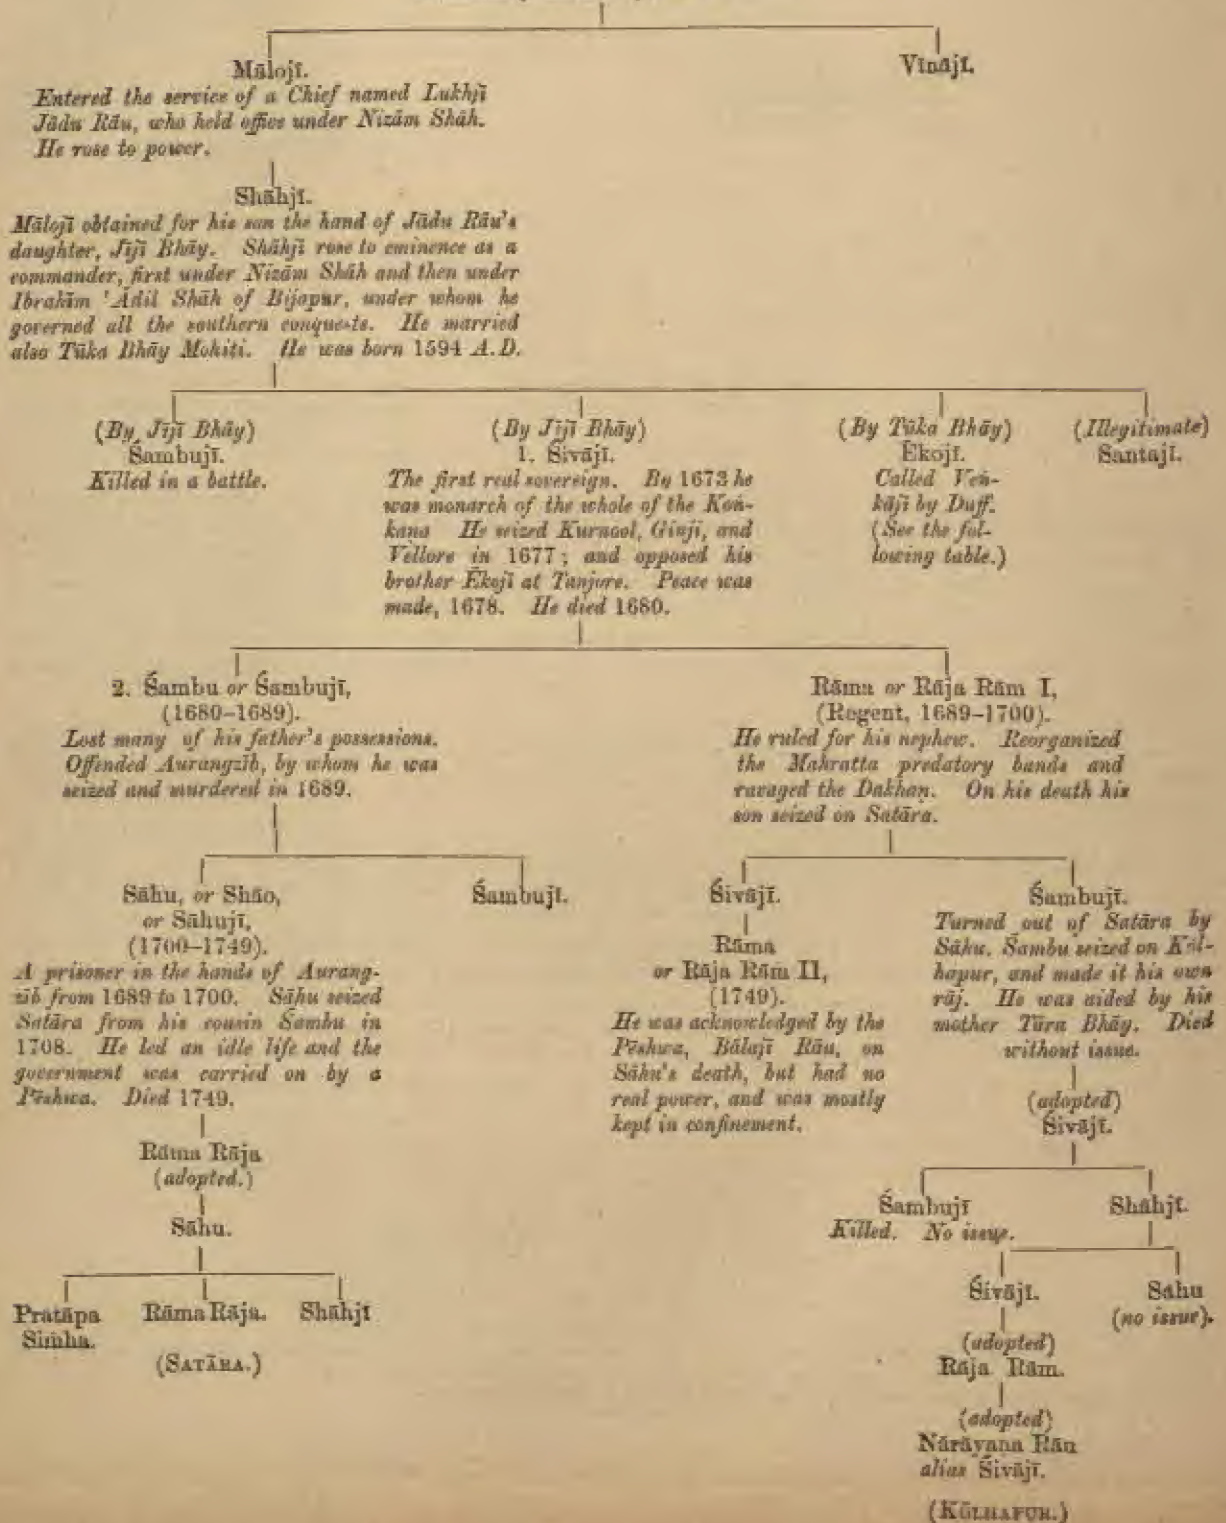 Mālojī.
Entered the service of a Chief named Lukhjī
Jādu Rāu, who held office under Nizām Shāh.
He rose to power.
Vināji.
Shāhjī.
Mālojī obtained for his son the hand of Jādu Rāu's
daughter, Jījī Bhāy. Shāhjī rose to eminence as a
commander, first under Nizām Shāh and then under
Ibrahīm 'Ādil Shāh of Bijapur, under whom he
governed all the southern conquests. He married
also Tūka Bhāy Mohiti. He was born 1594 A.D.
(By Jījī Bhāy)
Śambujī.
Killed in a battle.
(By Jījī Bhāy)
1. Śivājī.
The first real sovereign. By 1673 he
was monarch of the whole of the Koṅ-
kana He seized Kurnool, Ginji, and
Vellore in 1677; and opposed his
brother Ēkojī at Tanjore. Peace was
made, 1678. He died 1680.
(By Tūka Bhāy)
Ēkojī.
Called Veṅ-
kājī by Duff.
(See the fol-
lowing table.)
(Illegitimate)
Santajī.
2. Śambu or Śambujī,
(1680–1689).
Lost many of his father's possessions.
Offended Aurangzīb, by whom he was
seized and murdered in 1689.
Rāma or Rāja Rām I,
(Regent, 1689–1700).
He ruled for his nephew. Reorganized
the Mahratta predatory bands and
ravaged the Dakhan. On his death his
son seized on Satāra.
Sāhu, or Shāo,
or Sāhujī,
(1700–1749).
A prisoner in the hands of Aurang-
zīb from 1689 to 1700. Sāhu seized
Satāra from his cousin Śambu in
1708. He led an idle life and the
government was carried on by a
Pēshwa. Died 1749.
Śambujī.
Śivājī.
Rāma
or Rāja Rām II,
(1749).
He was acknowledged by the
Pēshwa, Bālajī Rāu, on
Sāhu's death, but had no
real power, and was mostly
kept in confinement.
Śambujī.
Turned out of Satāra by
Sāhu. Śambu seized on Kōl-
hapur, and made it his own
rāj. He was aided by his
mother Tūra Bhāy. Died
without issue.
(adopted)
Śivājī.
Rāma Rāja
(adopted.)
Sāhu.
Pratāpa
Siṁha.
Rāma Rāja.
Shāhjī
(SATĀRA.)
Śambujī
Killed. No issue.
Shāhjī.
Śivājī.
Sāhu
(no issue).
(adopted)
Rāja Rām.
(adopted)
Nārāyana Rāu
alias Śivājī.
(KŌLHAPUR.)